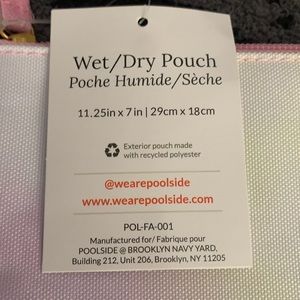 Wet/Dry Pouch
Poche Humide/Sèche
11.25in x 7 in | 29cm x 18cm
Exterior pouch made
with recycled polyester
@wearepoolside
www.wearepoolside.com
POL-FA-001
Manufactured for/ Fabrique pour
POOLSIDE @ BROOKLYN NAVY YARD,
Building 212, Unit 206, Brooklyn, NY 11205